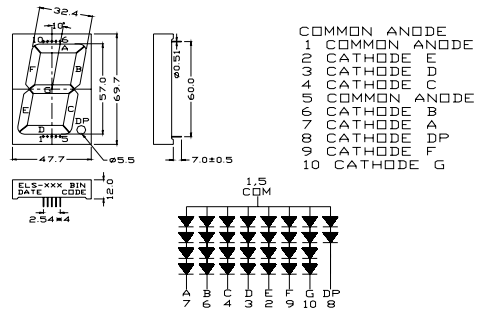 32.4
10°
10 6
A
F B
G
E C
D
DP
1 5
57.0
69.7
47.7
ø5.5
ø0.51
60.0
7.0±0.5
COMMON ANODE
1 COMMON ANODE
2 CATHODE E
3 CATHODE D
4 CATHODE C
5 COMMON ANODE
6 CATHODE B
7 CATHODE A
8 CATHODE DP
9 CATHODE F
10 CATHODE G
ELS-××× BIN
DATE CODE
12.0
2.54*4
1,5
COM
A B C D E F G DP
7 6 4 3 2 9 10 8